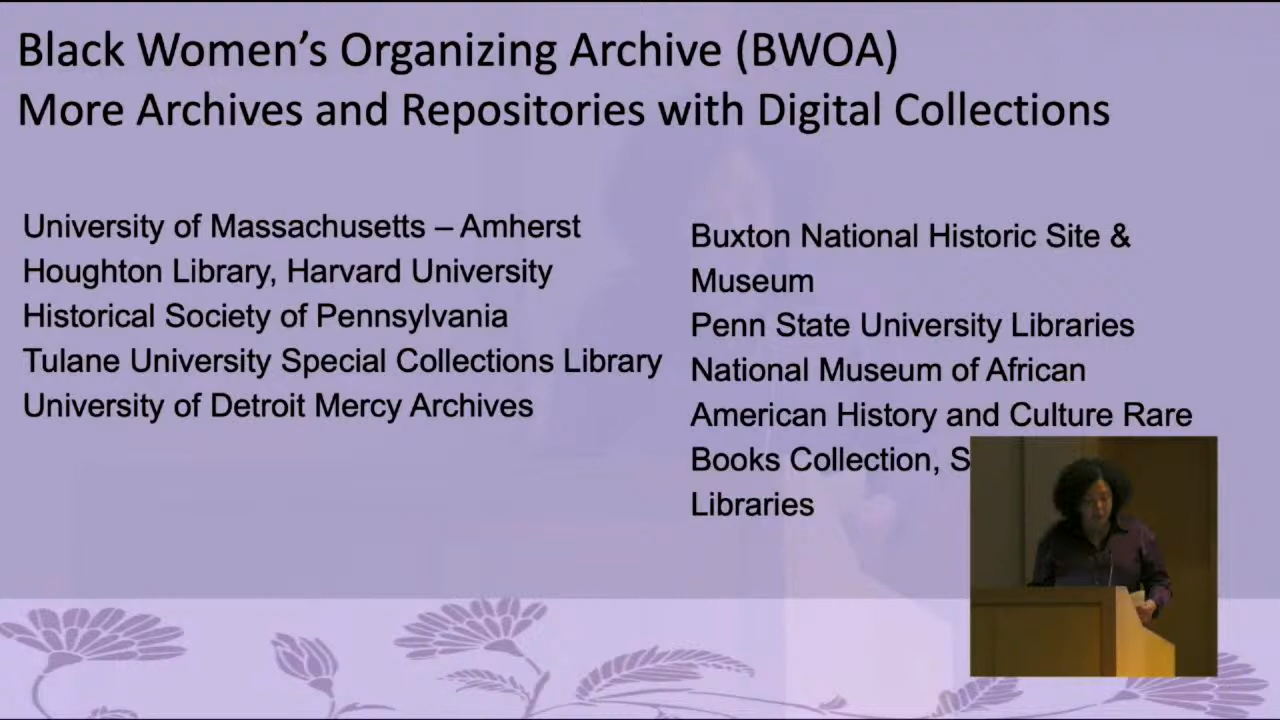 Black Women’s Organizing Archive (BWOA)
More Archives and Repositories with Digital Collections
University of Massachusetts – Amherst
Houghton Library, Harvard University
Historical Society of Pennsylvania
Tulane University Special Collections Library
University of Detroit Mercy Archives
Buxton National Historic Site &
Museum
Penn State University Libraries
National Museum of African
American History and Culture Rare
Books Collection, S
Libraries